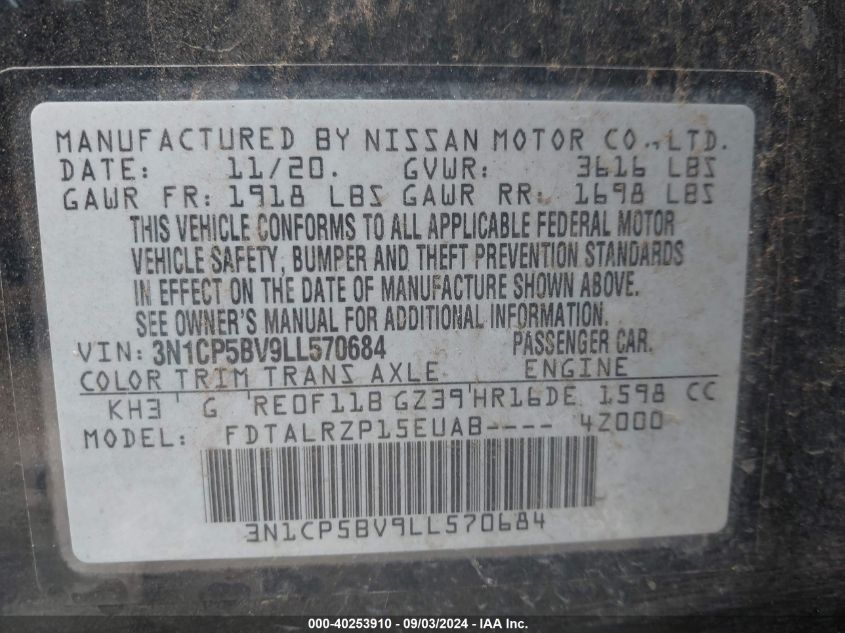 MANUFACTURED BY NISSAN MOTOR CO., LTD.
DATE: 11/20. GVWR: 3616 LBS
GAWR FR: 1918 LBS GAWR RR: 1698 LBS
THIS VEHICLE CONFORMS TO ALL APPLICABLE FEDERAL MOTOR
VEHICLE SAFETY, BUMPER AND THEFT PREVENTION STANDARDS
IN EFFECT ON THE DATE OF MANUFACTURE SHOWN ABOVE.
SEE OWNER'S MANUAL FOR ADDITIONAL INFORMATION.
VIN: 3N1CP5BV9LL570684 PASSENGER CAR.
COLOR TRIM TRANS AXLE ENGINE
KH3 G RE0F11B GZ39 HR16DE 1598 CC
MODEL: FDTALRZP15EUAB---- 4Z000
3N1CP5BV9LL570684
000-40253910 - 09/03/2024 - IAA Inc.